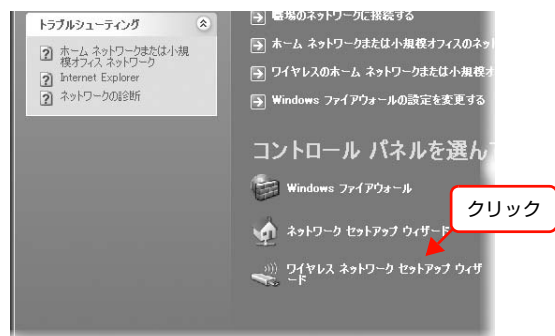 トラブルシューティング
ホーム ネットワークまたは小規
模オフィス ネットワーク
Internet Explorer
ネットワークの診断
職場のネットワークに接続する
ホーム ネットワークまたは小規模オフィスのネッ
ワイヤレスのホーム ネットワークまたは小規模オ
Windows ファイアウォールの設定を変更する
コントロール パネルを選ん
Windows ファイアウォール
クリック
ネットワーク セットアップ ウィザード
ワイヤレス ネットワーク セットアップ ウィザ
ード